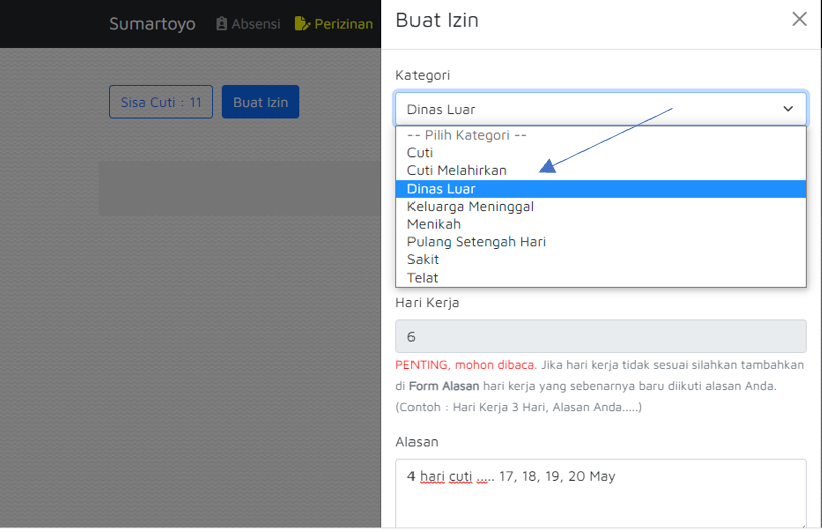 Sumartoyo Absensi Perizinan
Sisa Cuti : 11
Buat Izin
Buat Izin
Kategori
Dinas Luar
-- Pilih Kategori --
Cuti
Cuti Melahirkan
Dinas Luar
Keluarga Meninggal
Menikah
Pulang Setengah Hari
Sakit
Telat
Hari Kerja
6
PENTING, mohon dibaca. Jika hari kerja tidak sesuai silahkan tambahkan
di Form Alasan hari kerja yang sebenarnya baru diikuti alasan Anda.
(Contoh : Hari Kerja 3 Hari, Alasan Anda.....)
Alasan
4 hari cuti ..... 17, 18, 19, 20 May